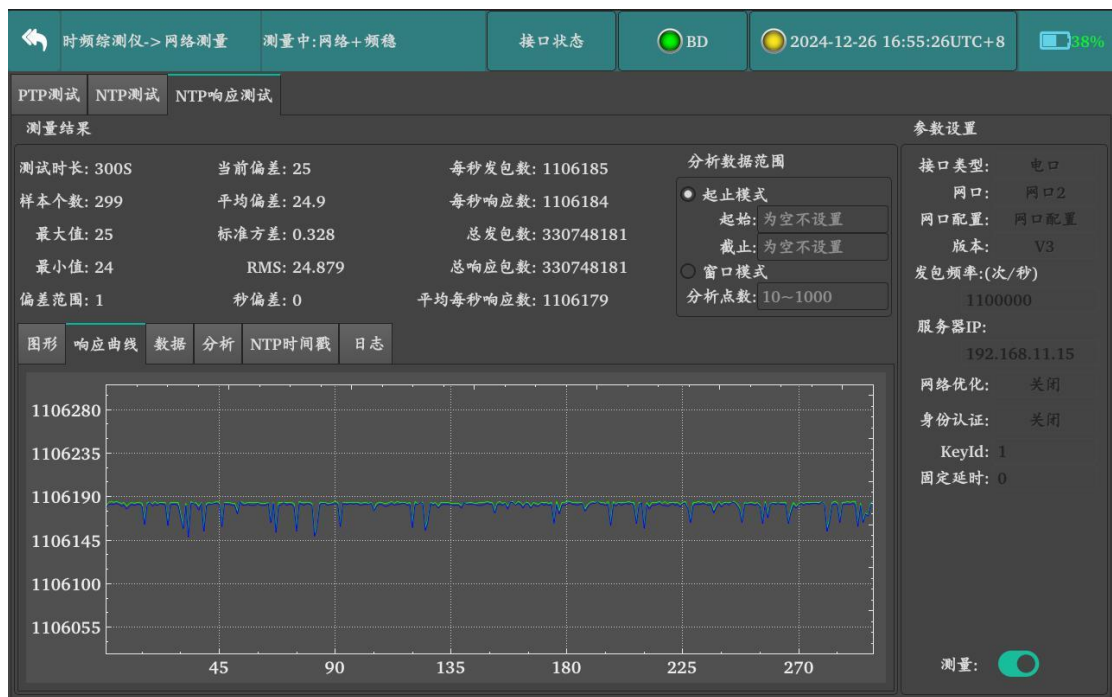 时频综测仪->网络测量 测量中:网络+频稳 接口状态 BD 2024-12-26 16:55:26UTC+8 38%
PTP测试 NTP测试 NTP响应测试
测量结果 参数设置
测试时长: 300S 当前偏差: 25 每秒发包数: 1106185 分析数据范围 接口类型: 电口
样本个数: 299 平均偏差: 24.9 每秒响应数: 1106184 起止模式 网口: 网口2
最大值: 25 标准方差: 0.328 总发包数: 330748181 起始: 为空不设置 网口配置: 网口配置
截止: 为空不设置 版本: V3
最小值: 24 RMS: 24.879 总响应包数: 330748181 窗口模式 发包频率:(次/秒)
偏差范围: 1 秒偏差: 0 平均每秒响应数: 1106179 分析点数: 10~1000 1100000
服务器IP:
图形 响应曲线 数据 分析 NTP时间戳 日志 192.168.11.15
网络优化: 关闭
1106280
身份认证: 关闭
1106235 KeyId: 1
固定延时: 0
1106190
1106145
1106100
1106055
45 90 135 180 225 270
测量: